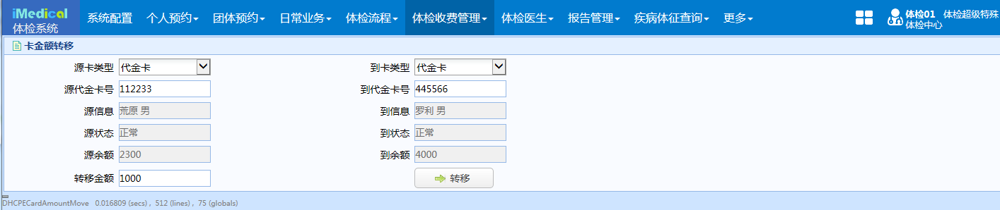 iMedical
体检系统
系统配置 个人预约 团体预约 日常业务 体检流程 体检收费管理 体检医生 报告管理 疾病体征查询 更多
体检01 体检超级特殊
体检中心
卡金额转移
源卡类型 代金卡 到卡类型 代金卡
源代金卡号 112233 到代金卡号 445566
源信息 荒原 男 到信息 罗利 男
源状态 正常 到状态 正常
源余额 2300 到余额 4000
转移金额 1000 转移
DHCPECardAmountMove 0.016809 (secs) , 512 (lines) , 75 (globals)